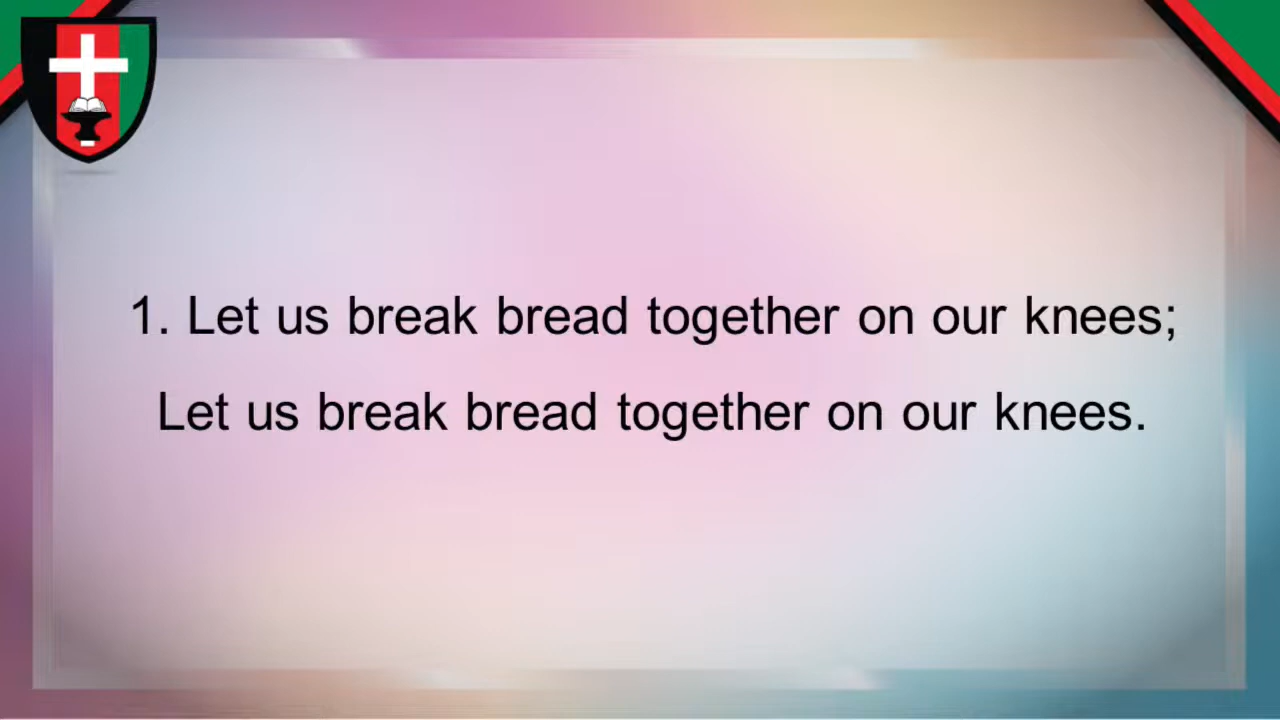 1. Let us break bread together on our knees;
Let us break bread together on our knees.